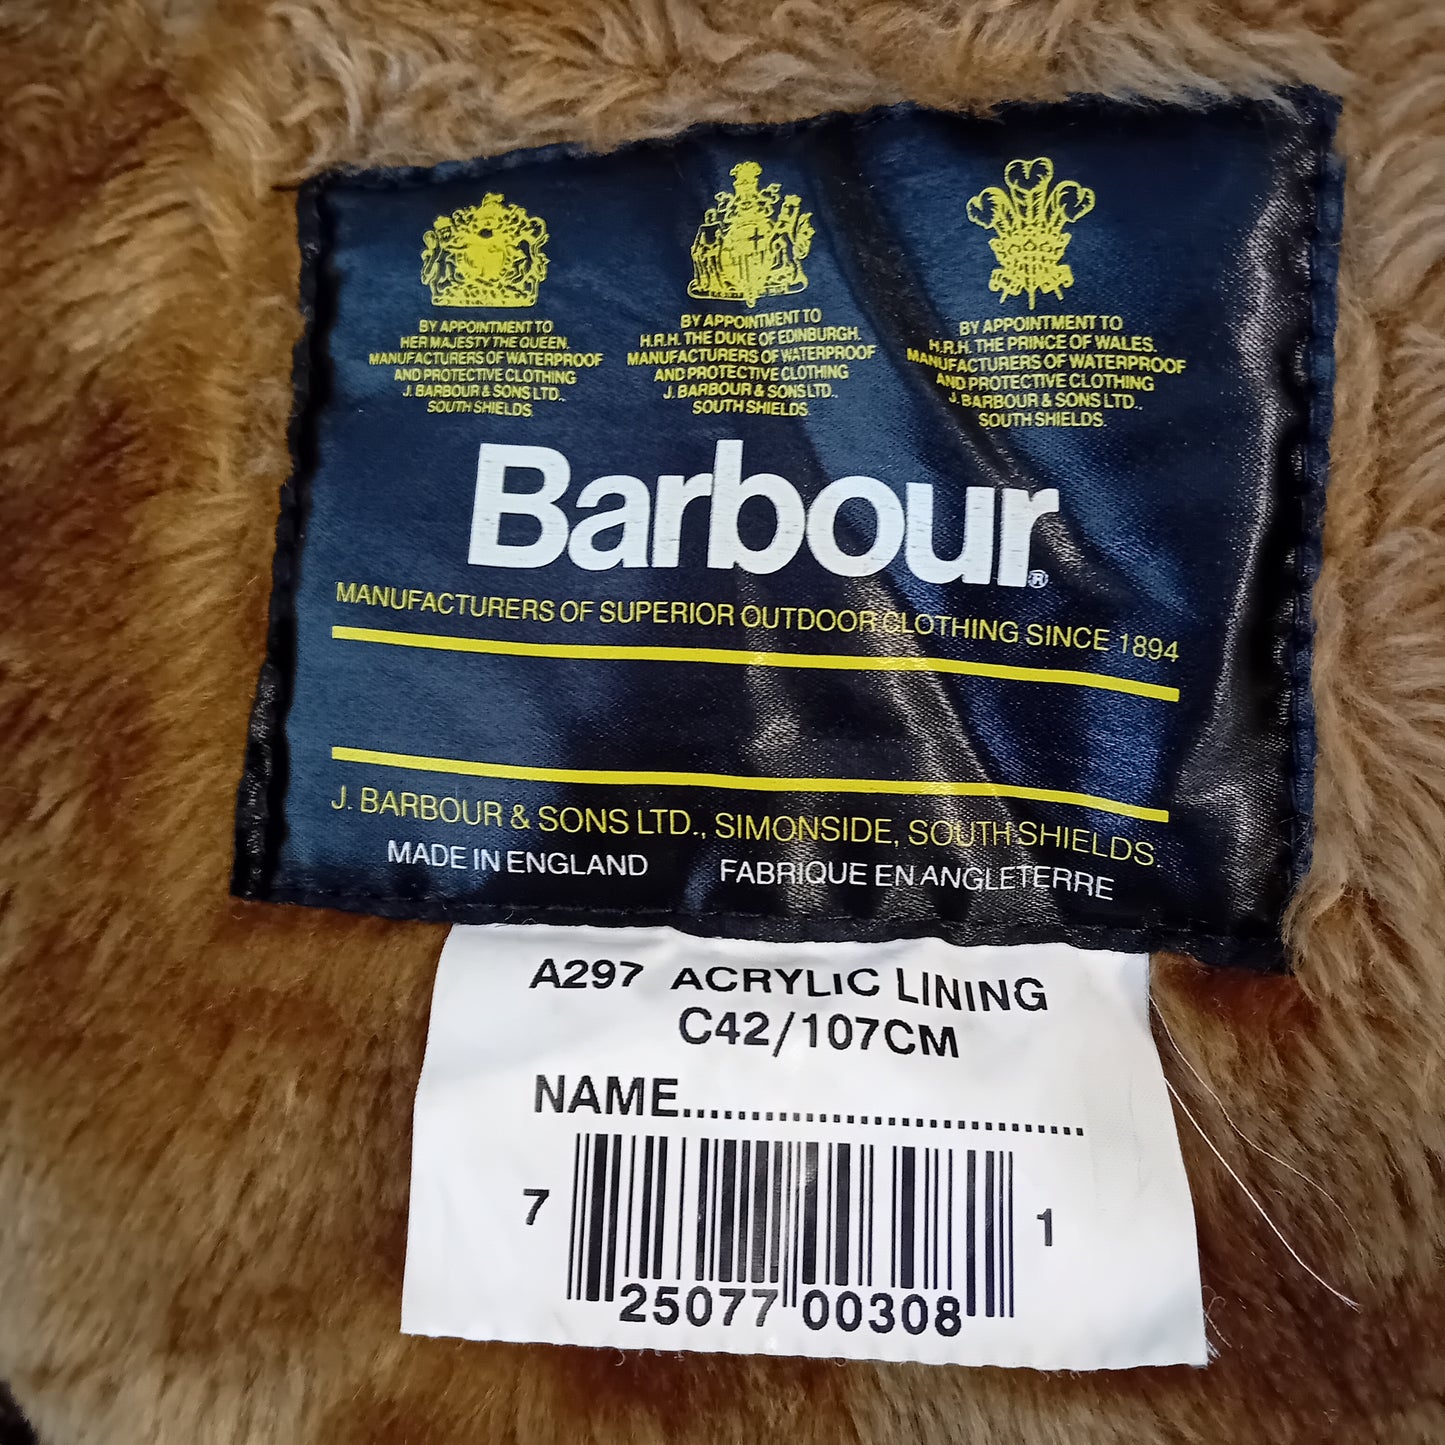 BY APPOINTMENT TO
HER MAJESTY THE QUEEN.
MANUFACTURERS OF WATERPROOF
AND PROTECTIVE CLOTHING
J. BARBOUR & SONS LTD.,
SOUTH SHIELDS.
BY APPOINTMENT TO
H.R.H. THE DUKE OF EDINBURGH.
MANUFACTURERS OF WATERPROOF
AND PROTECTIVE CLOTHING
J. BARBOUR & SONS LTD.,
SOUTH SHIELDS.
BY APPOINTMENT TO
H.R.H. THE PRINCE OF WALES.
MANUFACTURERS OF WATERPROOF
AND PROTECTIVE CLOTHING
J. BARBOUR & SONS LTD.,
SOUTH SHIELDS.
Barbour®
MANUFACTURERS OF SUPERIOR OUTDOOR CLOTHING SINCE 1894
J. BARBOUR & SONS LTD., SIMONSIDE, SOUTH SHIELDS.
MADE IN ENGLAND FABRIQUE EN ANGLETERRE
A297 ACRYLIC LINING
C42/107CM
NAME................................
7 25077 00308 1